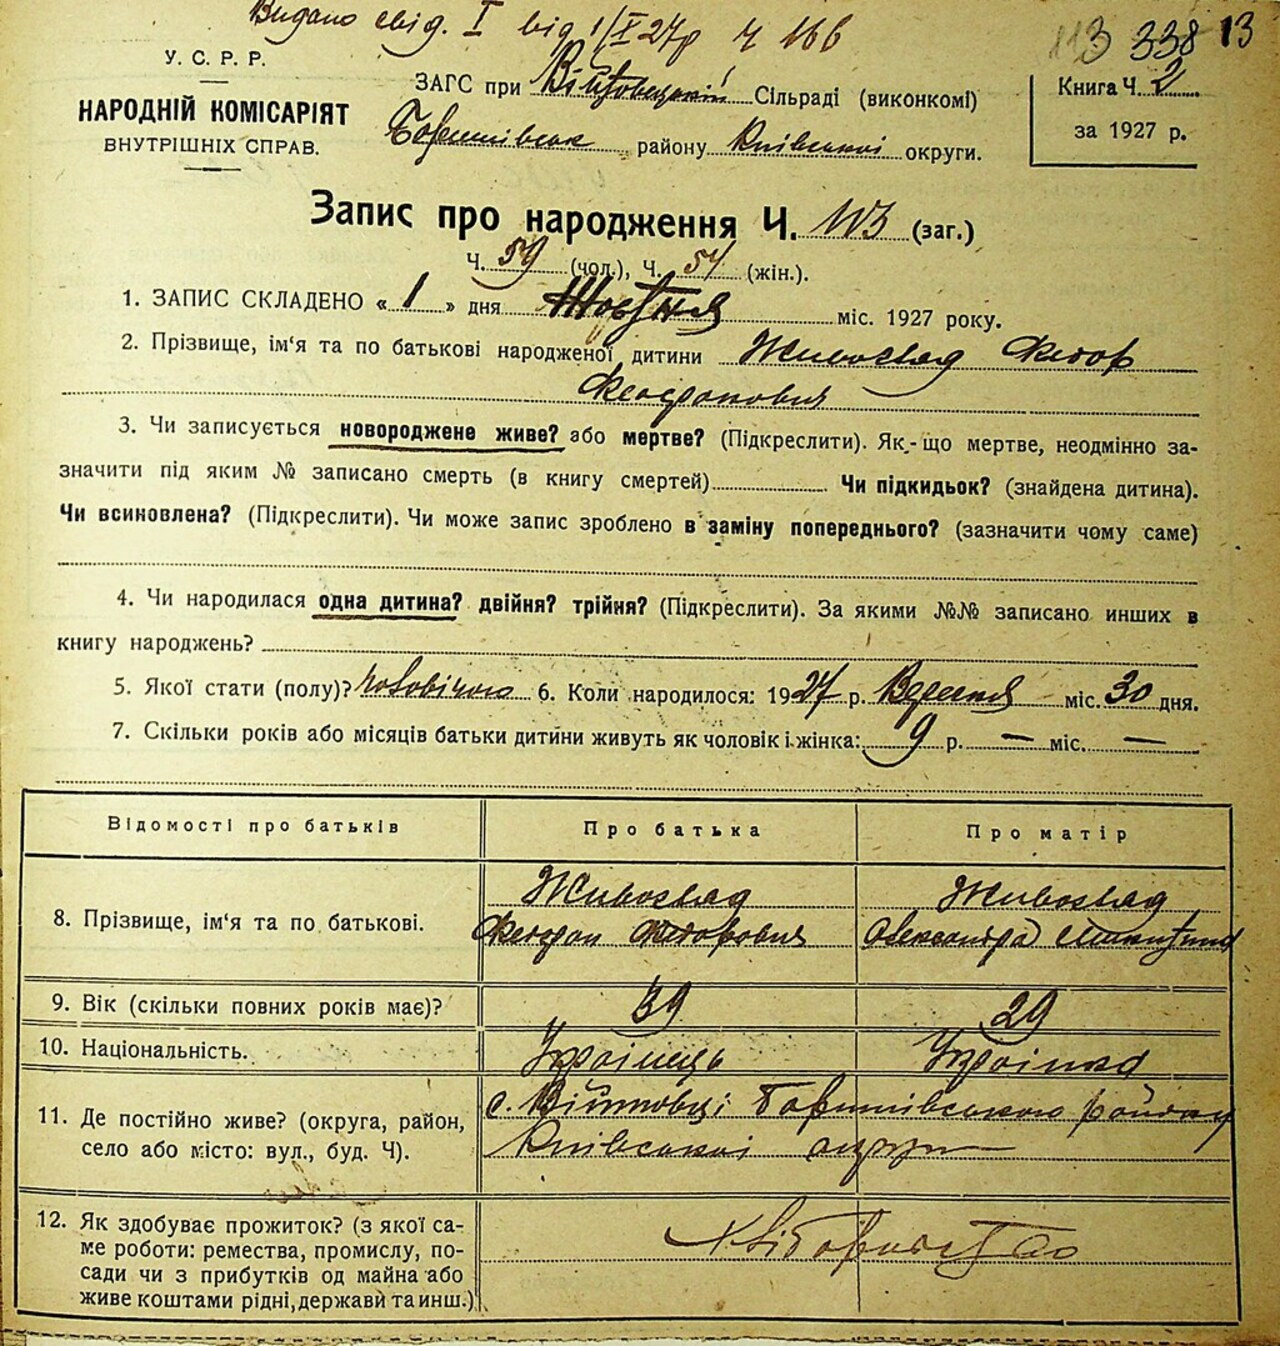 Видано свід. I від 1/X 27р Ч 166
113 338 13
У. С. Р. Р.
НАРОДНІЙ КОМІСАРІЯТ
ВНУТРІШНІХ СПРАВ.
ЗАГС при Війтовецькій Сільраді (виконкомі)
Баришівськ району Київської округи.
Книга Ч. 2
за 1927 р.
Запис про народження Ч. 113 (заг.)
Ч. 59 (чол.), Ч. 54 (жін.).
1. ЗАПИС СКЛАДЕНО « 1 » дня Жовтня міс. 1927 року.
2. Прізвище, ім'я та по батькові народженої дитини Живогляд
3. Чи записується новороджене живе? або мертве? (Підкреслити). Як-що мертве, неодмінно за-
значити під яким № записано смерть (в книгу смертей) Чи підкидьок? (знайдена дитина).
Чи всиновлена? (Підкреслити). Чи може запис зроблено в заміну попереднього? (зазначити чому саме)
4. Чи народилася одна дитина? двійня? трійня? (Підкреслити). За якими №№ записано инших в
книгу народжень?
5. Якої стати (полу)? чоловічого 6. Коли народилося: 1927 р. Вересня міс. 30 дня.
7. Скільки років або місяців батьки дитини живуть як чоловік і жінка: 9 р. — міс. —
Відомості про батьків Про батька Про матір
8. Прізвище, ім'я та по батькові.
Живогляд Живогляд
Федоровия Олександра
9. Вік (скільки повних років має)? 39 29
10. Національність. Українець Українка
11. Де постійно живе? (округа, район,
село або місто: вул., буд. Ч).
с. Війтовці Баришівського району
Київської округи
12. Як здобуває прожиток? (з якої са-
ме роботи: ремества, промислу, по-
сади чи з прибутків од майна або
живе коштами рідні, держави та инш.)
Хліборобство